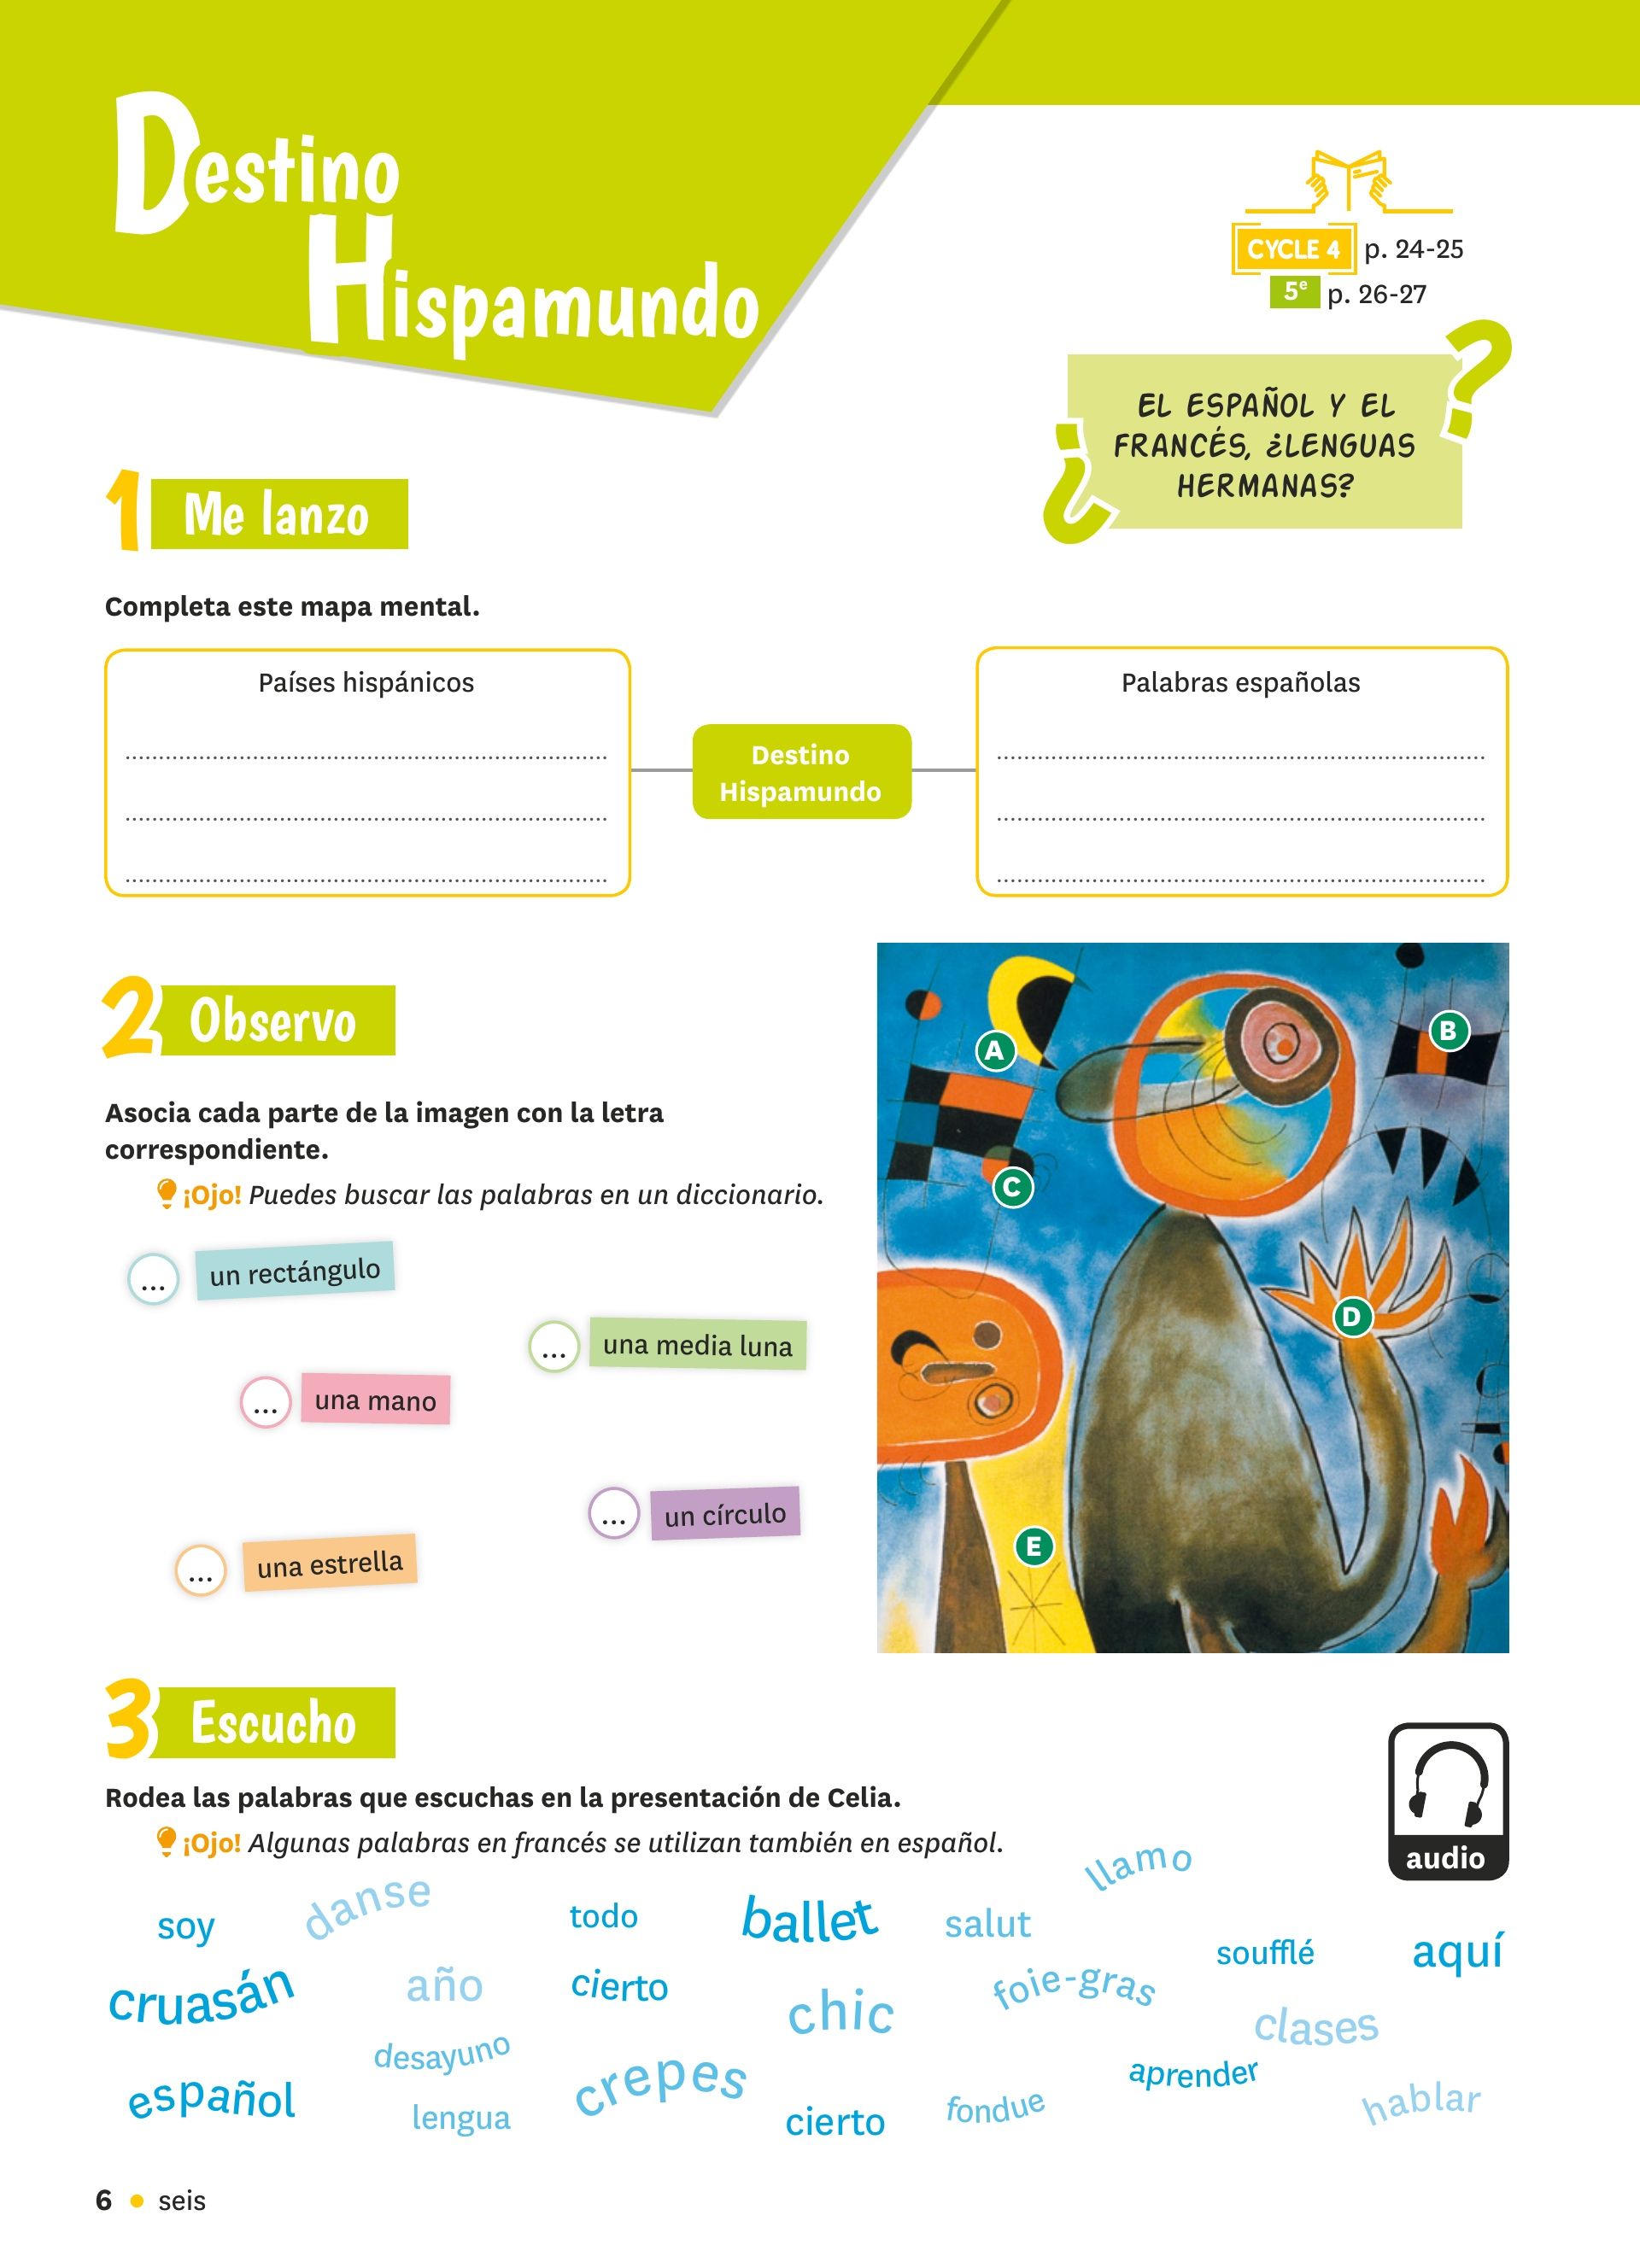 Destino
Hispamundo
CYCLE 4 p. 24-25
5e p. 26-27
EL ESPAÑOL Y EL
FRANCÉS, ¿LENGUAS
HERMANAS?
1 Me lanzo
Completa este mapa mental.
Países hispánicos
Destino
Hispamundo
Palabras españolas
2 Observo
Asocia cada parte de la imagen con la letra
correspondiente.
¡Ojo! Puedes buscar las palabras en un diccionario.
... un rectángulo
... una media luna
... una mano
... un círculo
... una estrella
A
B
C
D
E
3 Escucho
Rodea las palabras que escuchas en la presentación de Celia.
¡Ojo! Algunas palabras en francés se utilizan también en español.
audio
llamo
soy
danse
todo
ballet
salut
soufflé
aquí
cruasán
año
cierto
chic
foie-gras
clases
desayuno
español
lengua
crepes
cierto
fondue
aprender
hablar
6 • seis